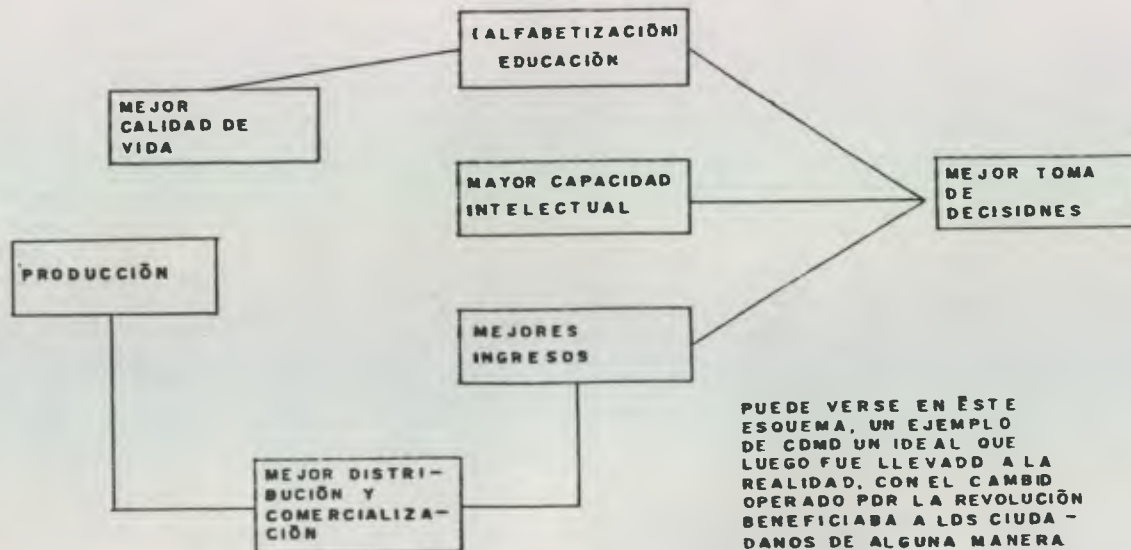 (ALFABETIZACIÓN)
EDUCACIÓN
MEJOR
CALIDAD DE
VIDA
MAYOR CAPACIDAD
INTELECTUAL
MEJOR TOMA
DE
DECISIONES
PRODUCCIÓN
MEJORES
INGRESOS
MEJOR DISTRI-
BUCIÓN Y
COMERCIALIZA-
CIÓN
PUEDE VERSE EN ÉSTE
ESQUEMA, UN EJEMPLO
DE COMO UN IDEAL QUE
LUEGO FUE LLEVADO A LA
REALIDAD, CON EL CAMBIO
OPERADO POR LA REVOLUCIÓN
BENEFICIABA A LOS CIUDA-
DANOS DE ALGUNA MANERA